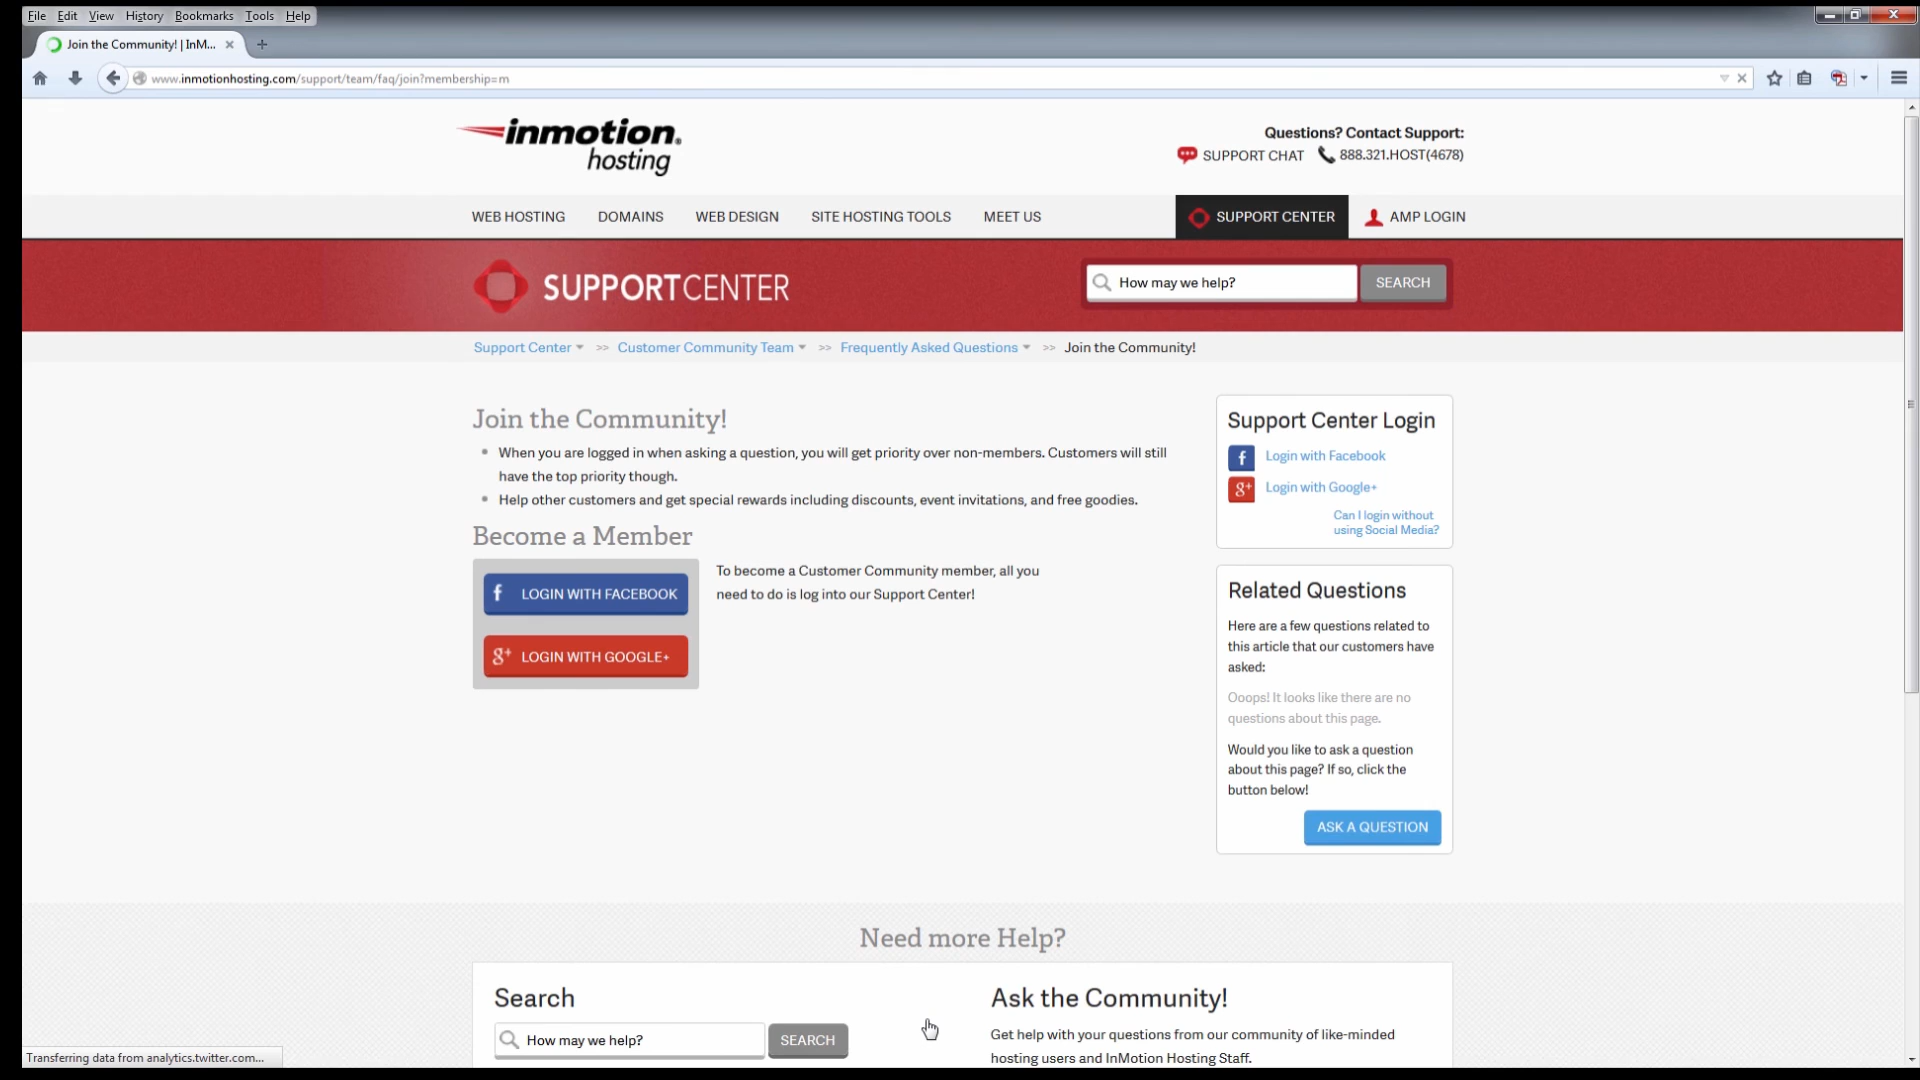 File Edit View History Bookmarks Tools Help
Join the Community! | InM...
www.inmotionhosting.com/support/team/faq/join?membership=m
inmotion
hosting
Questions? Contact Support:
SUPPORT CHAT 888.321.HOST(4678)
WEB HOSTING DOMAINS WEB DESIGN SITE HOSTING TOOLS MEET US SUPPORT CENTER AMP LOGIN
SUPPORTCENTER
How may we help? SEARCH
Support Center >> Customer Community Team >> Frequently Asked Questions >> Join the Community!
Join the Community!
When you are logged in when asking a question, you will get priority over non-members. Customers will still
have the top priority though.
Help other customers and get special rewards including discounts, event invitations, and free goodies.
Become a Member
f LOGIN WITH FACEBOOK
g+ LOGIN WITH GOOGLE+
To become a Customer Community member, all you
need to do is log into our Support Center!
Support Center Login
f Login with Facebook
g+ Login with Google+
Can I login without
using Social Media?
Related Questions
Here are a few questions related to
this article that our customers have
asked:
Ooops! It looks like there are no
questions about this page.
Would you like to ask a question
about this page? If so, click the
button below!
ASK A QUESTION
Need more Help?
Search
How may we help? SEARCH
Ask the Community!
Get help with your questions from our community of like-minded
hosting users and InMotion Hosting Staff.
Transferring data from analytics.twitter.com...